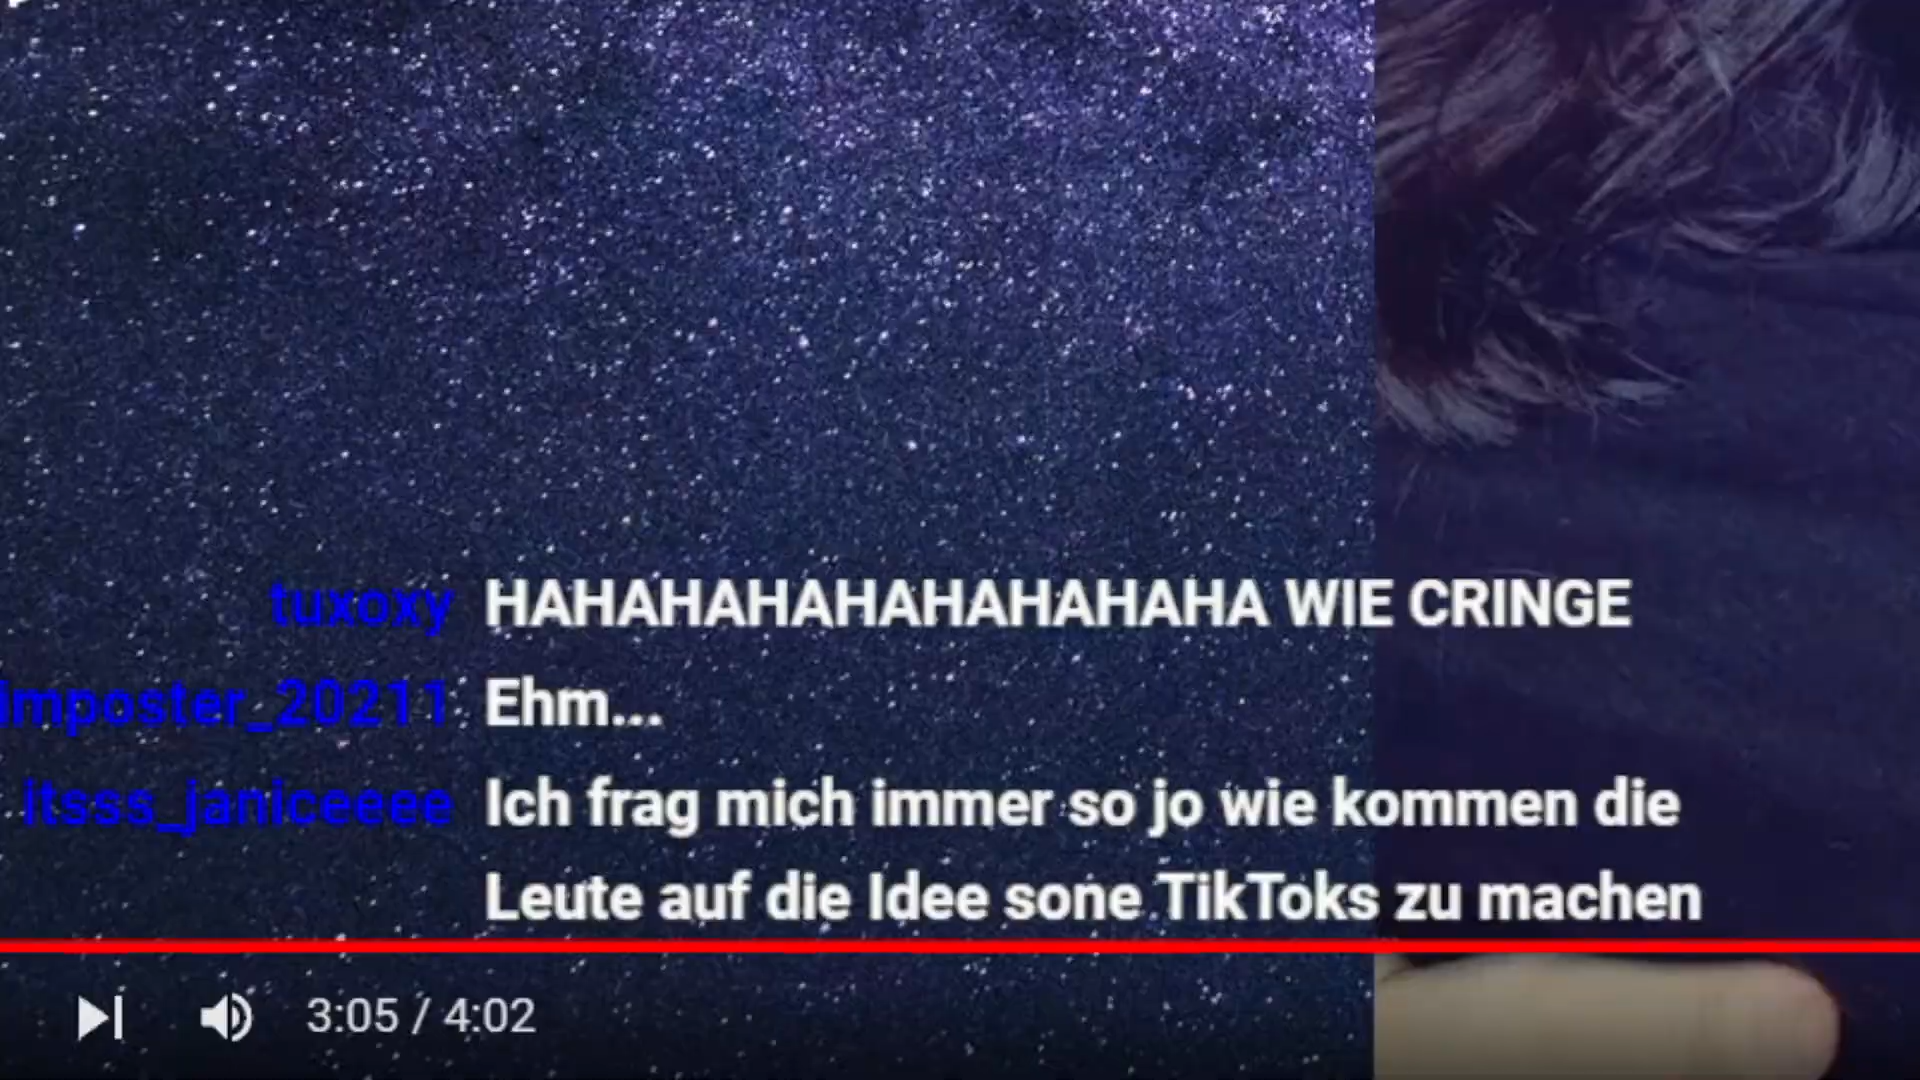 tuxoxy HAHAHAHAHAHAHAHAHA WIE CRINGE
imposter_20211 Ehm...
itsss_janiceeee Ich frag mich immer so jo wie kommen die
Leute auf die Idee sone TikToks zu machen
3:05 / 4:02